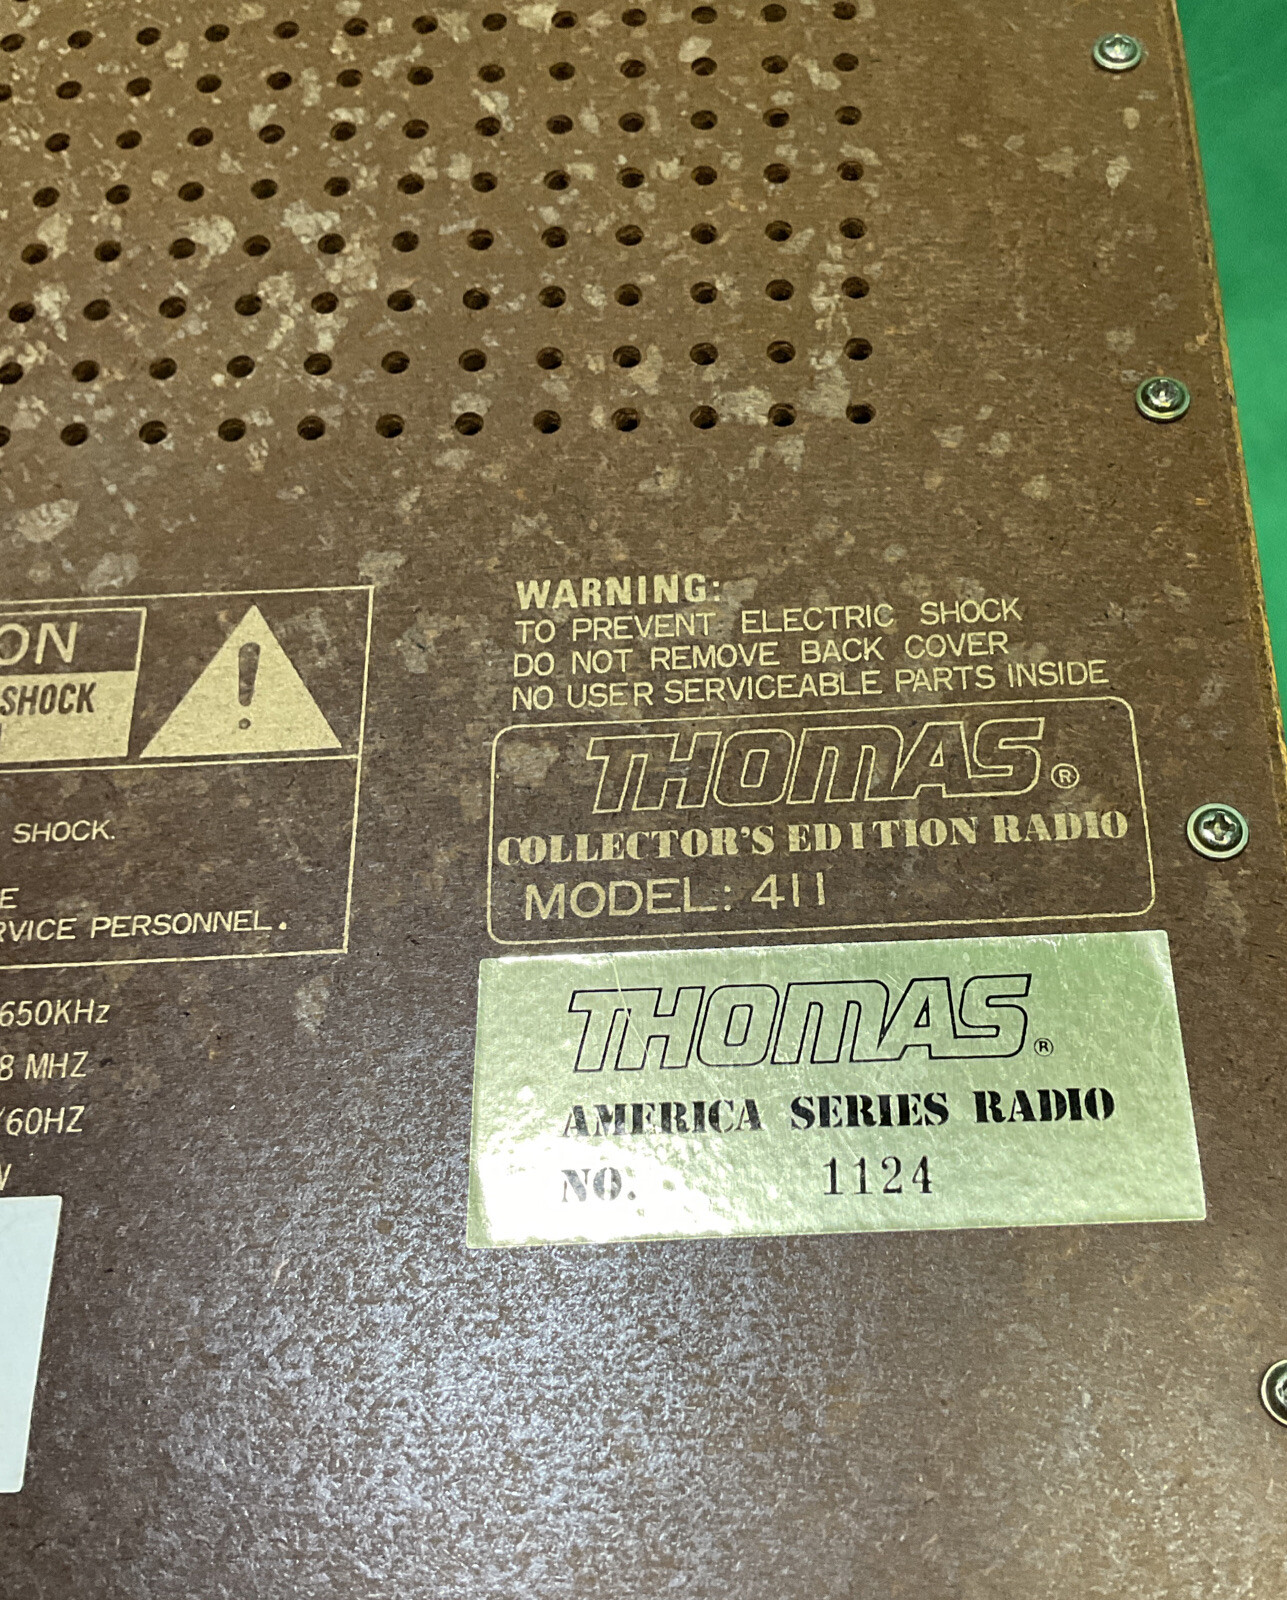 WARNING:
TO PREVENT ELECTRIC SHOCK
DO NOT REMOVE BACK COVER
NO USER SERVICEABLE PARTS INSIDE
THOMAS®
COLLECTOR'S EDITION RADIO
MODEL: 411
THOMAS®
AMERICA SERIES RADIO
NO. 1124
ON
SHOCK
!
SHOCK.
E
RVICE PERSONNEL.
650KHz
8 MHZ
/60HZ